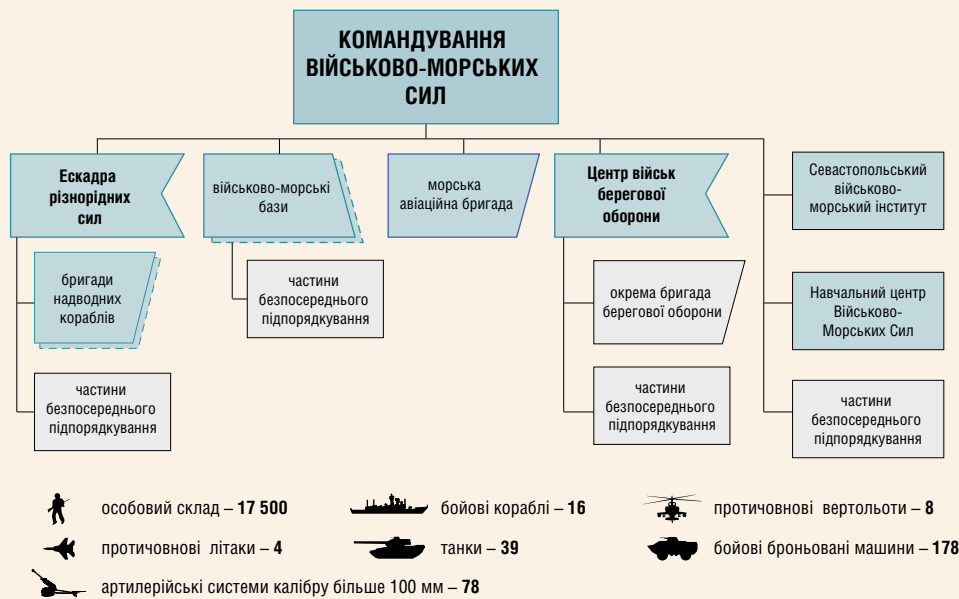 КОМАНДУВАННЯ
ВІЙСЬКОВО-МОРСЬКИХ
СИЛ
Ескадра
різнорідних
сил
бригади
надводних
кораблів
частини
безпосереднього
підпорядкування
військово-морські
бази
частини
безпосереднього
підпорядкування
морська
авіаційна бригада
Центр військ
берегової
оборони
окрема бригада
берегової оборони
частини
безпосереднього
підпорядкування
Севастопольський
військово-
морський інститут
Навчальний центр
Військово-
Морських Сил
частини
безпосереднього
підпорядкування
особовий склад – 17 500
бойові кораблі – 16
протичовнові вертольоти – 8
протичовнові літаки – 4
танки – 39
бойові броньовані машини – 178
артилерійські системи калібру більше 100 мм – 78